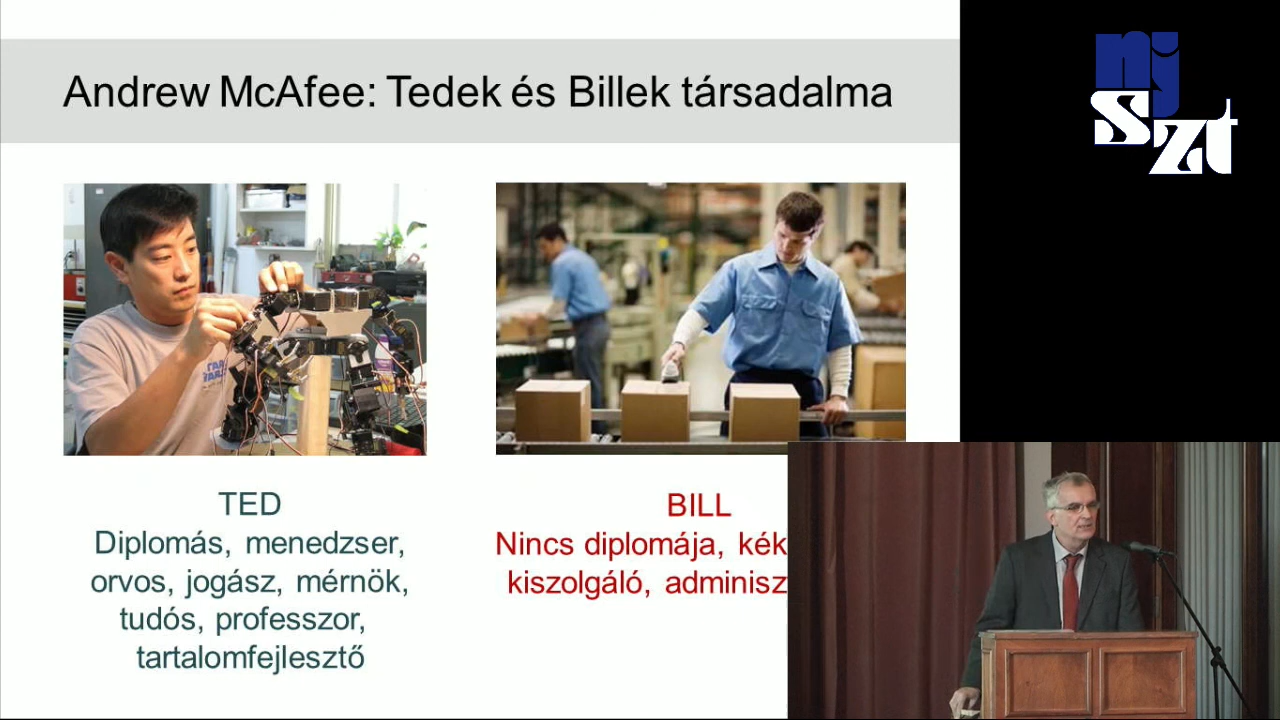 Andrew McAfee: Tedek és Billek társadalma
njSzt
TED
Diplomás, menedzser,
orvos, jogász, mérnök,
tudós, professzor,
tartalomfejlesztő
BILL
Nincs diplomája, kék
kiszolgáló, adminisz